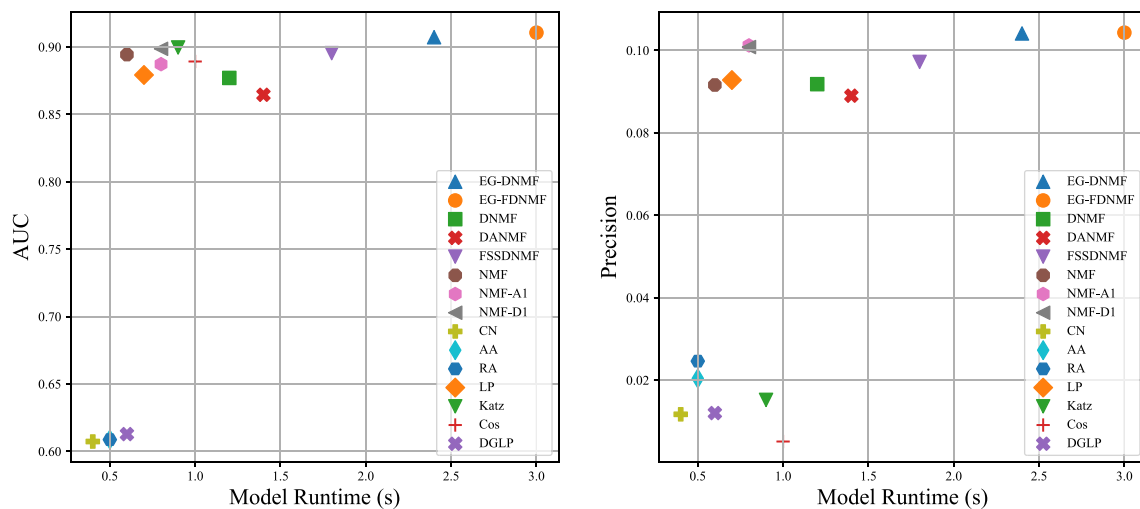 0.90
0.85
0.80
0.75
0.70
0.65
0.60
AUC
0.5
1.0
1.5
2.0
2.5
3.0
Model Runtime (s)
EG-DNMF
EG-FDNMF
DNMF
DANMF
FSSDNMF
NMF
NMF-A1
NMF-D1
CN
AA
RA
LP
Katz
Cos
DGLP
0.10
0.08
0.06
0.04
0.02
Precision
0.5
1.0
1.5
2.0
2.5
3.0
Model Runtime (s)
EG-DNMF
EG-FDNMF
DNMF
DANMF
FSSDNMF
NMF
NMF-A1
NMF-D1
CN
AA
RA
LP
Katz
Cos
DGLP